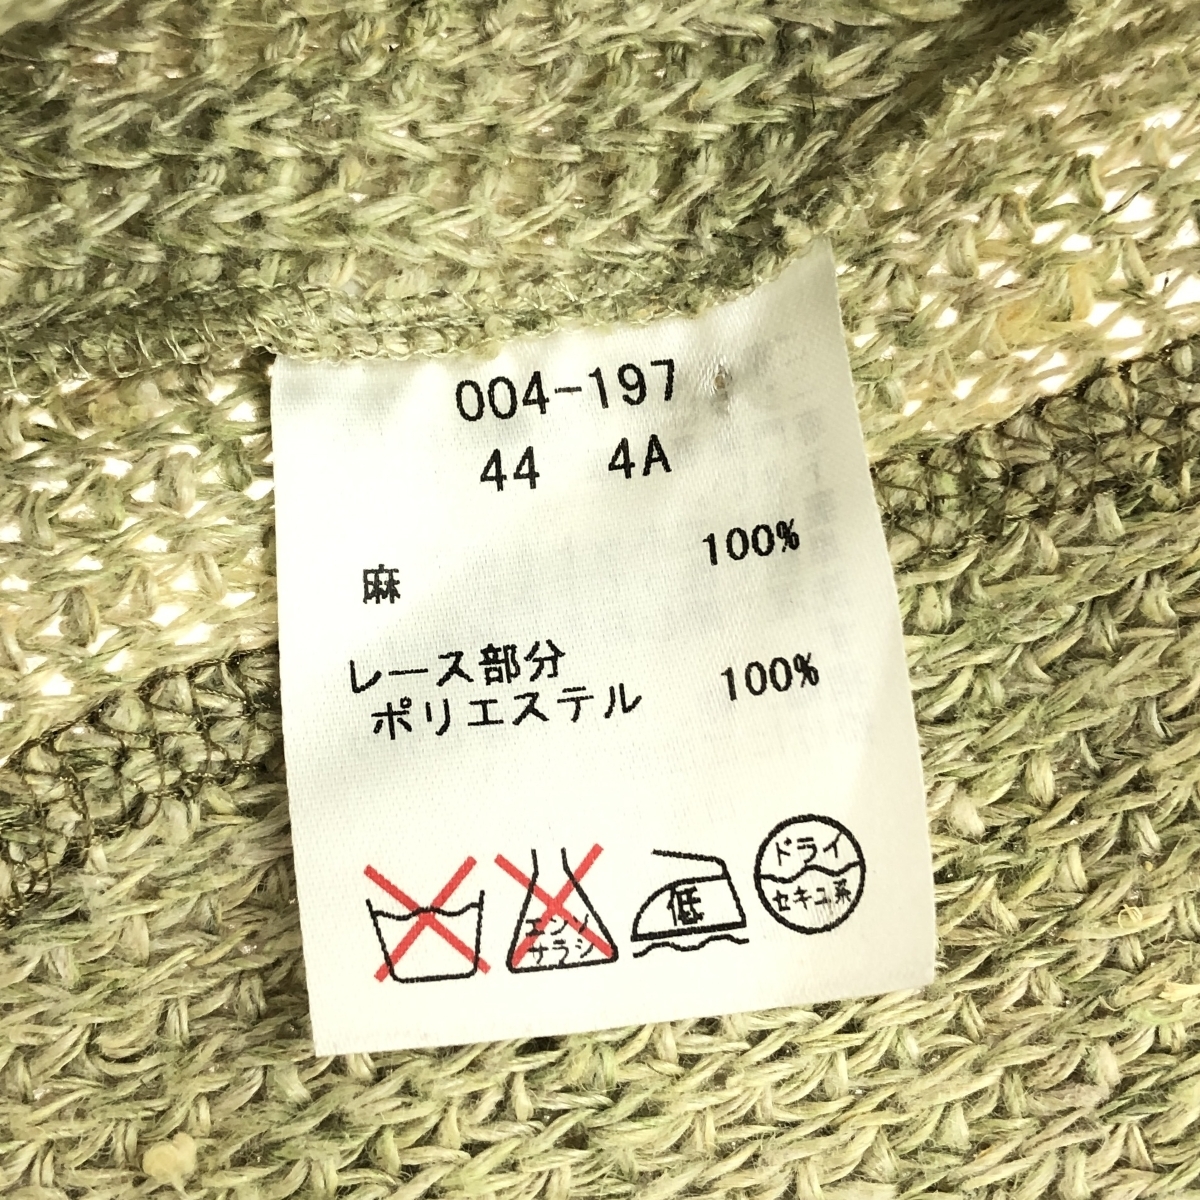 004-197
44 4A
麻 100%
レース部分
ポリエステル 100%
エンソ
サラシ
低
ドライ
セキユ系